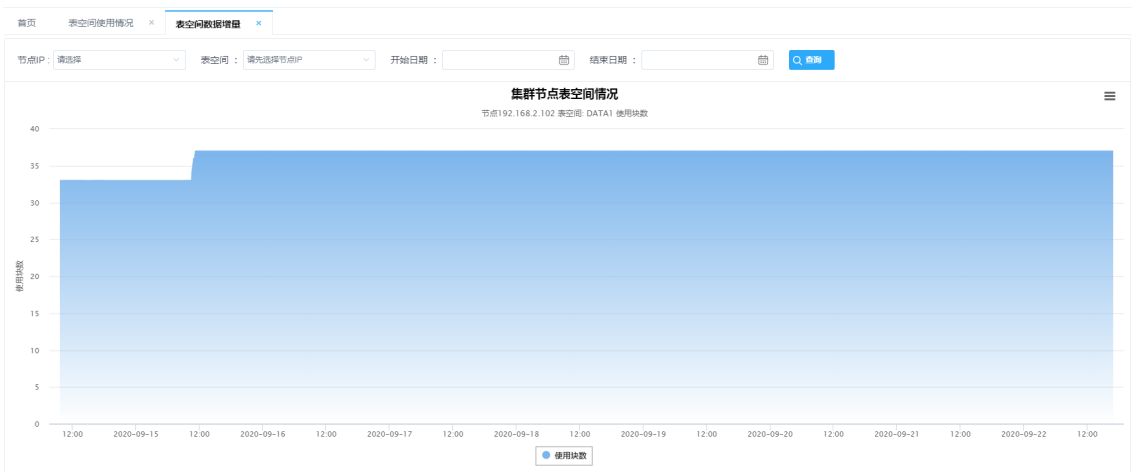 首页 表空间使用情况 × 表空间数据增量 ×
节点IP : 请选择 表空间 : 请先选择节点IP 开始日期 : 结束日期 : 查询
集群节点表空间情况
节点192.168.2.102 表空间: DATA1 使用块数
40
35
30
25
20
15
10
5
0
使用块数
12:00 2020-09-15 12:00 2020-09-16 12:00 2020-09-17 12:00 2020-09-18 12:00 2020-09-19 12:00 2020-09-20 12:00 2020-09-21 12:00 2020-09-22 12:00
使用块数